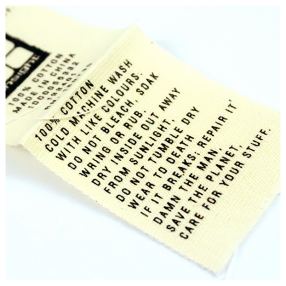 100% COTTON
MADE IN CHINA
100% COTTON
COLD MACHINE WASH
WITH LIKE COLOURS.
DO NOT BLEACH, SOAK
WRING OR RUB.
DRY INSIDE OUT AWAY
FROM SUNLIGHT.
DO NOT TUMBLE DRY
WEAR TO DEATH
IF IT BREAKS; REPAIR IT
DAMN THE MAN,
SAVE THE PLANET.
CARE FOR YOUR STUFF.